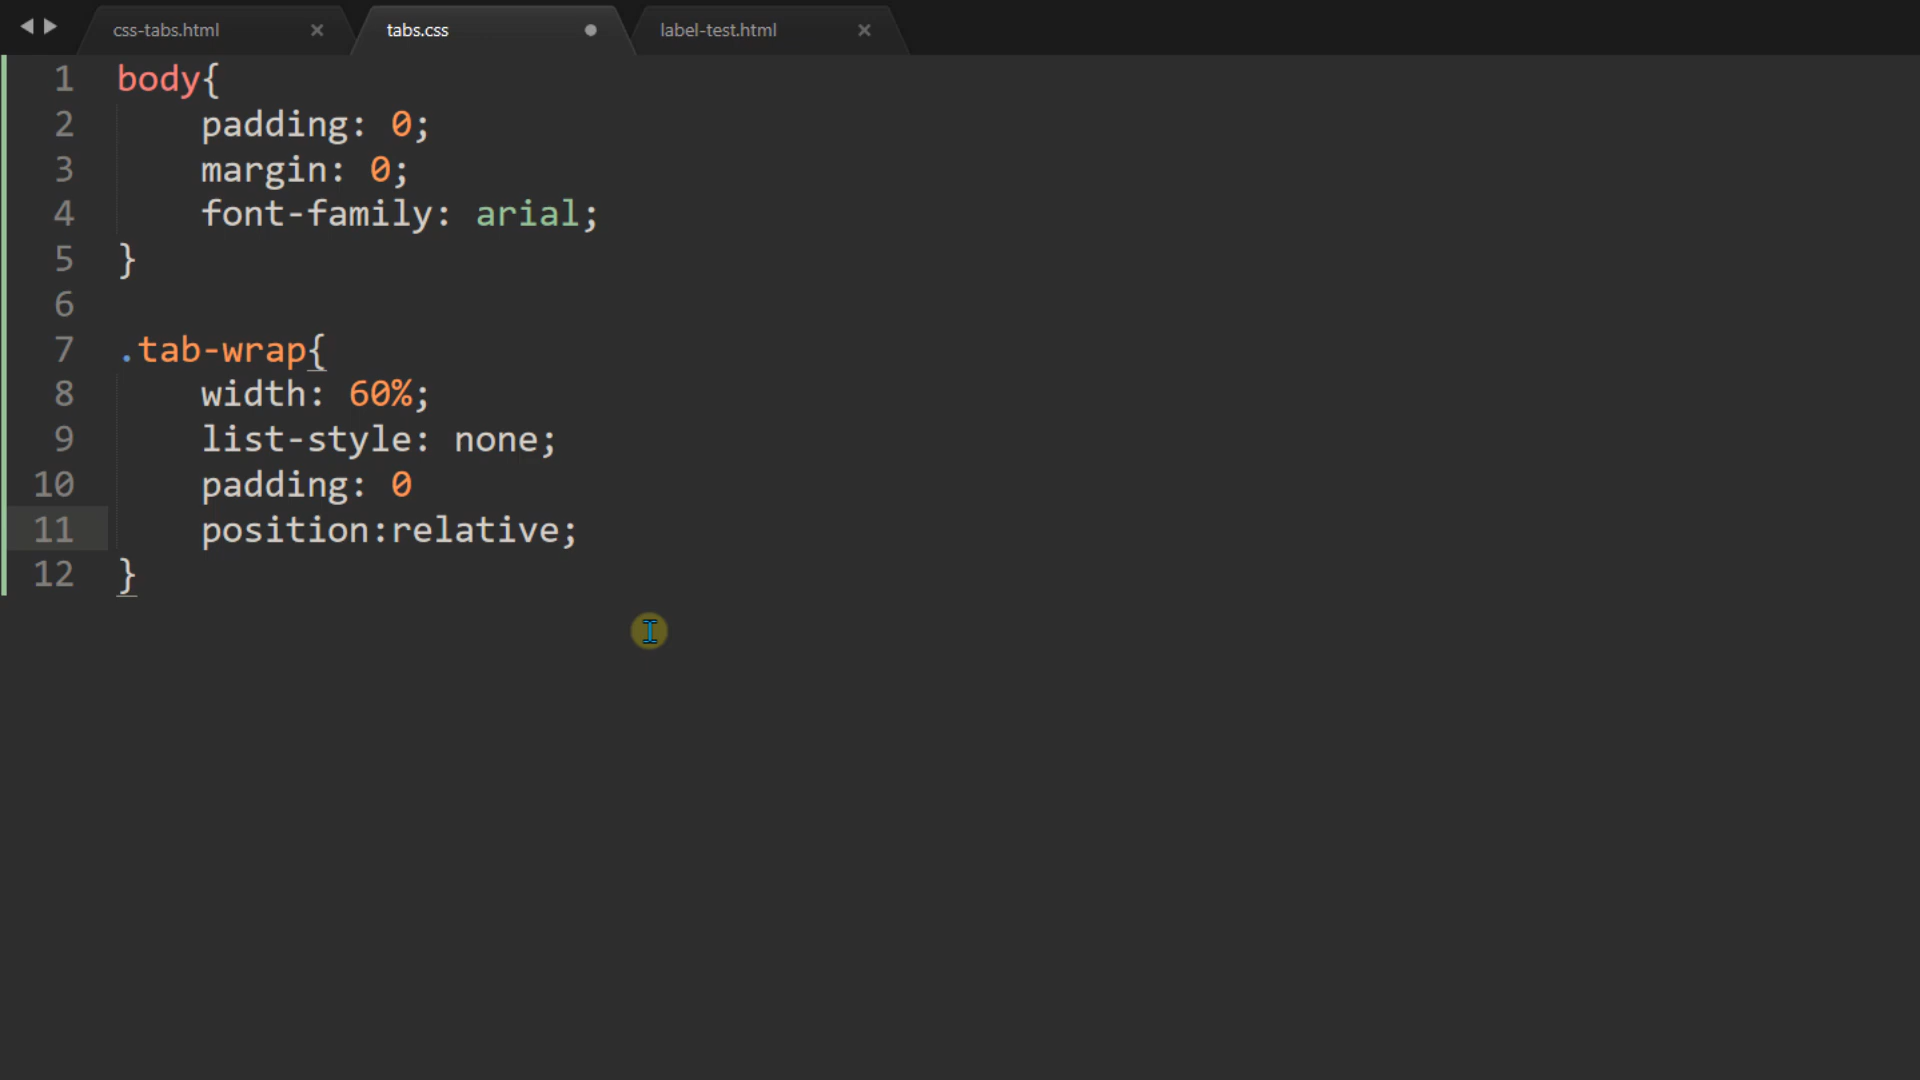 css-tabs.html × tabs.css label-test.html ×
1 body{
2 padding: 0;
3 margin: 0;
4 font-family: arial;
5 }
6
7 .tab-wrap{
8 width: 60%;
9 list-style: none;
10 padding: 0
11 position:relative;
12 }